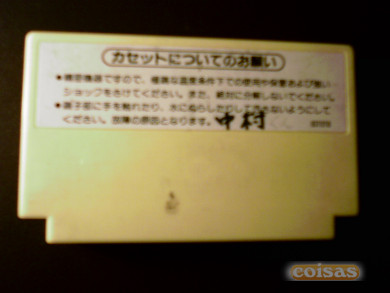 カセットについてのお願い
●精密機器ですので、極端な温度条件下での使用や保管および強い
ショックをさけてください。また、絶対に分解しないでください。
●端子部に手を触れたり、水にぬらしたりして汚さないようにして
ください。故障の原因となります。
中村
coisas